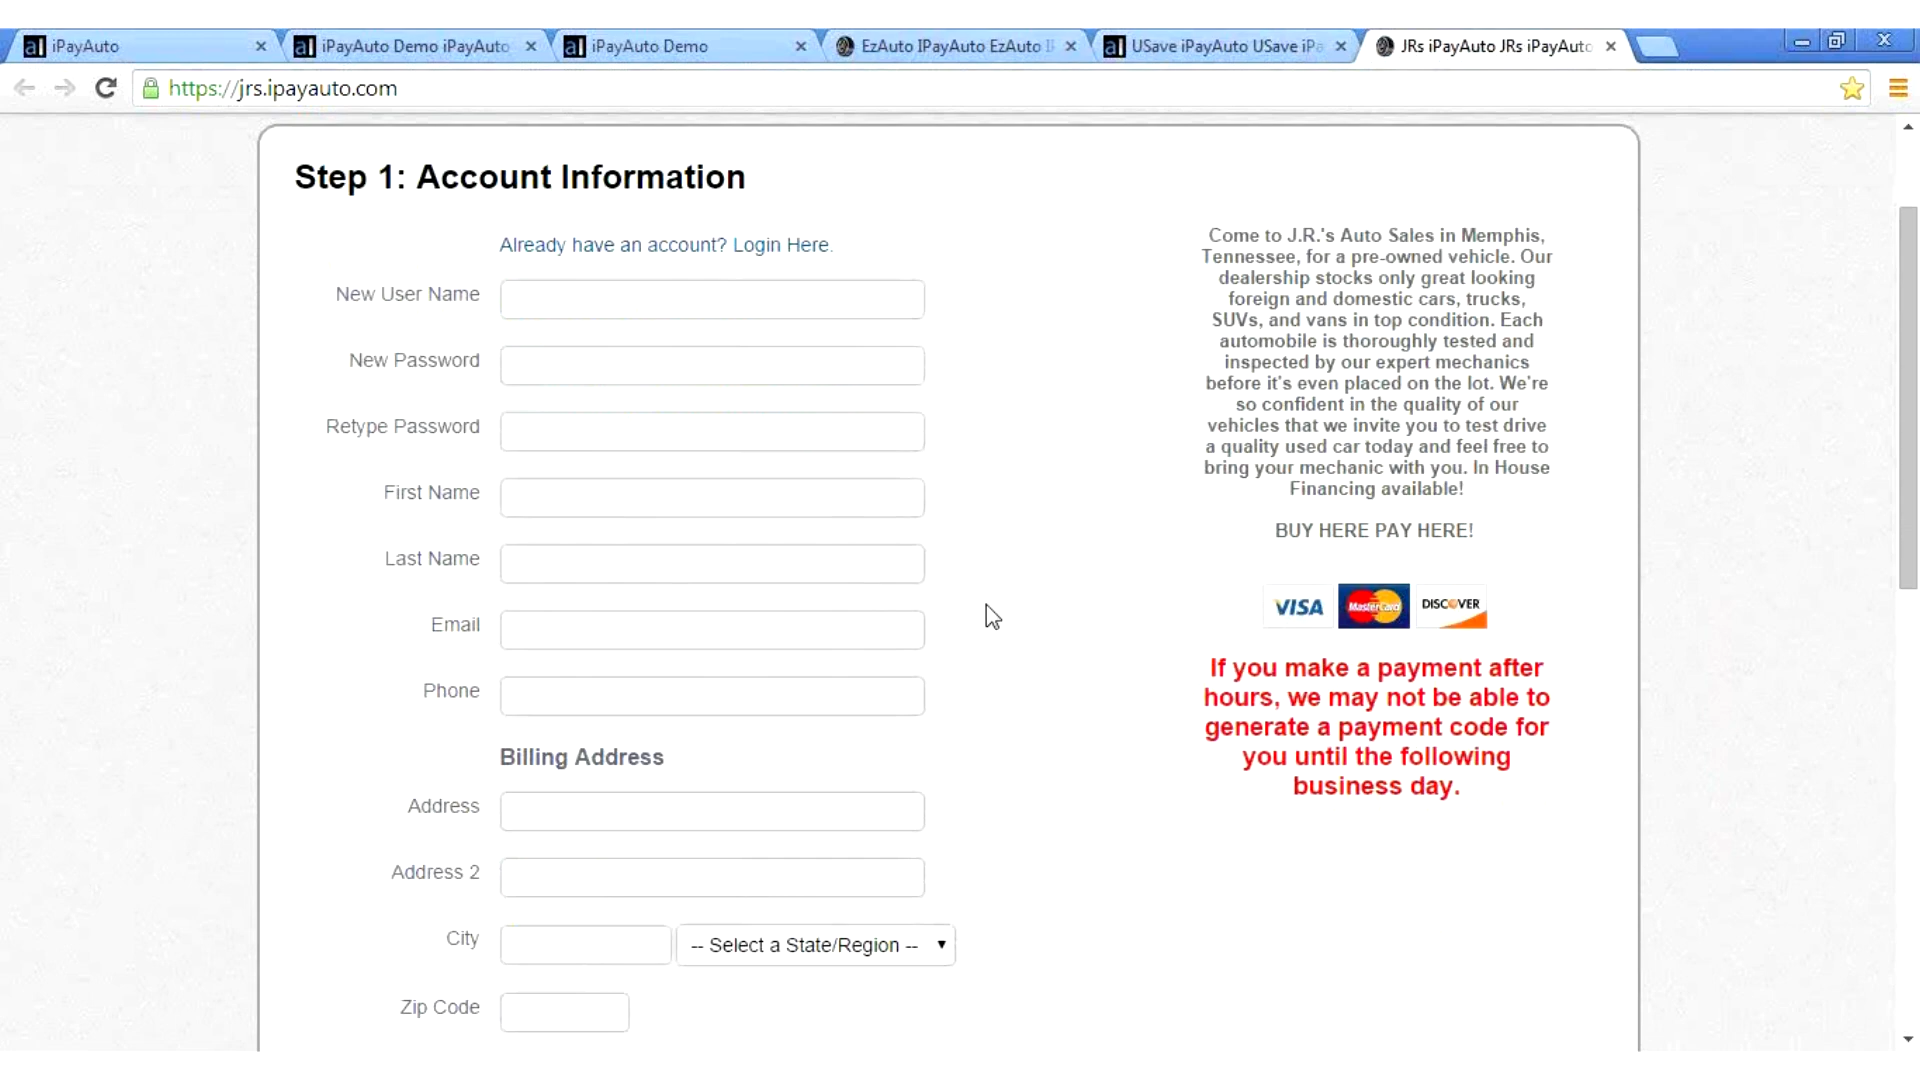 iPayAuto
iPayAuto Demo iPayAuto
iPayAuto Demo
EzAuto IPayAuto EzAuto
USave iPayAuto USave iPa
JRs iPayAuto JRs iPayAuto
https://jrs.ipayauto.com
Step 1: Account Information
Already have an account? Login Here.
New User Name
New Password
Retype Password
First Name
Last Name
Email
Phone
Billing Address
Address
Address 2
City
-- Select a State/Region --
Zip Code
Come to J.R.'s Auto Sales in Memphis,
Tennessee, for a pre-owned vehicle. Our
dealership stocks only great looking
foreign and domestic cars, trucks,
SUVs, and vans in top condition. Each
automobile is thoroughly tested and
inspected by our expert mechanics
before it's even placed on the lot. We're
so confident in the quality of our
vehicles that we invite you to test drive
a quality used car today and feel free to
bring your mechanic with you. In House
Financing available!
BUY HERE PAY HERE!
VISA MasterCard DISCOVER
If you make a payment after
hours, we may not be able to
generate a payment code for
you until the following
business day.